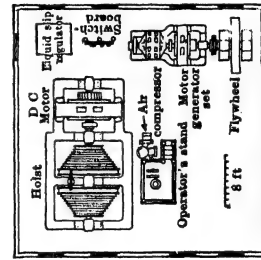 Liquid slip
regulator
Switch
board
D C
Motor
Hoist
Air
compressor
Operator's stand
Motor
generator
set
Flywheel
8 ft